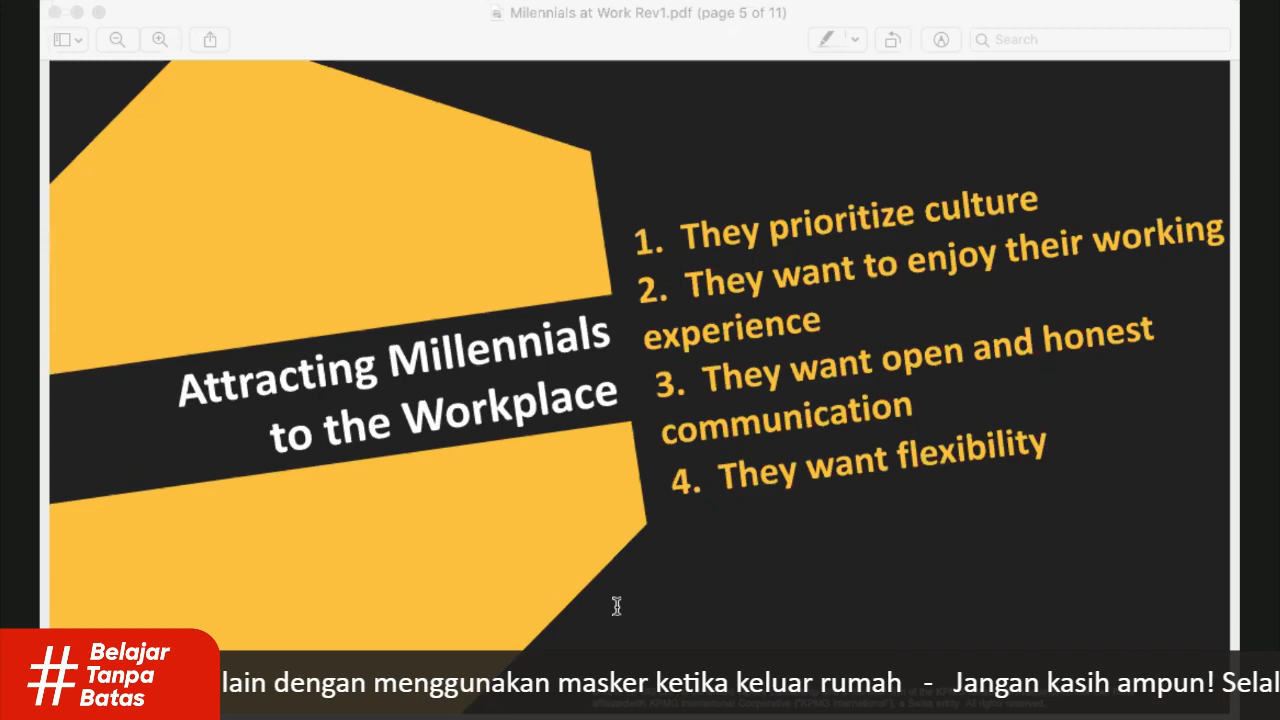 Millennials at Work Rev1.pdf (page 5 of 11)
Search
Attracting Millennials
to the Workplace
1. They prioritize culture
2. They want to enjoy their working
experience
3. They want open and honest
communication
4. They want flexibility
# Belajar
Tanpa
Batas
lain dengan menggunakan masker ketika keluar rumah - Jangan kasih ampun! Selal